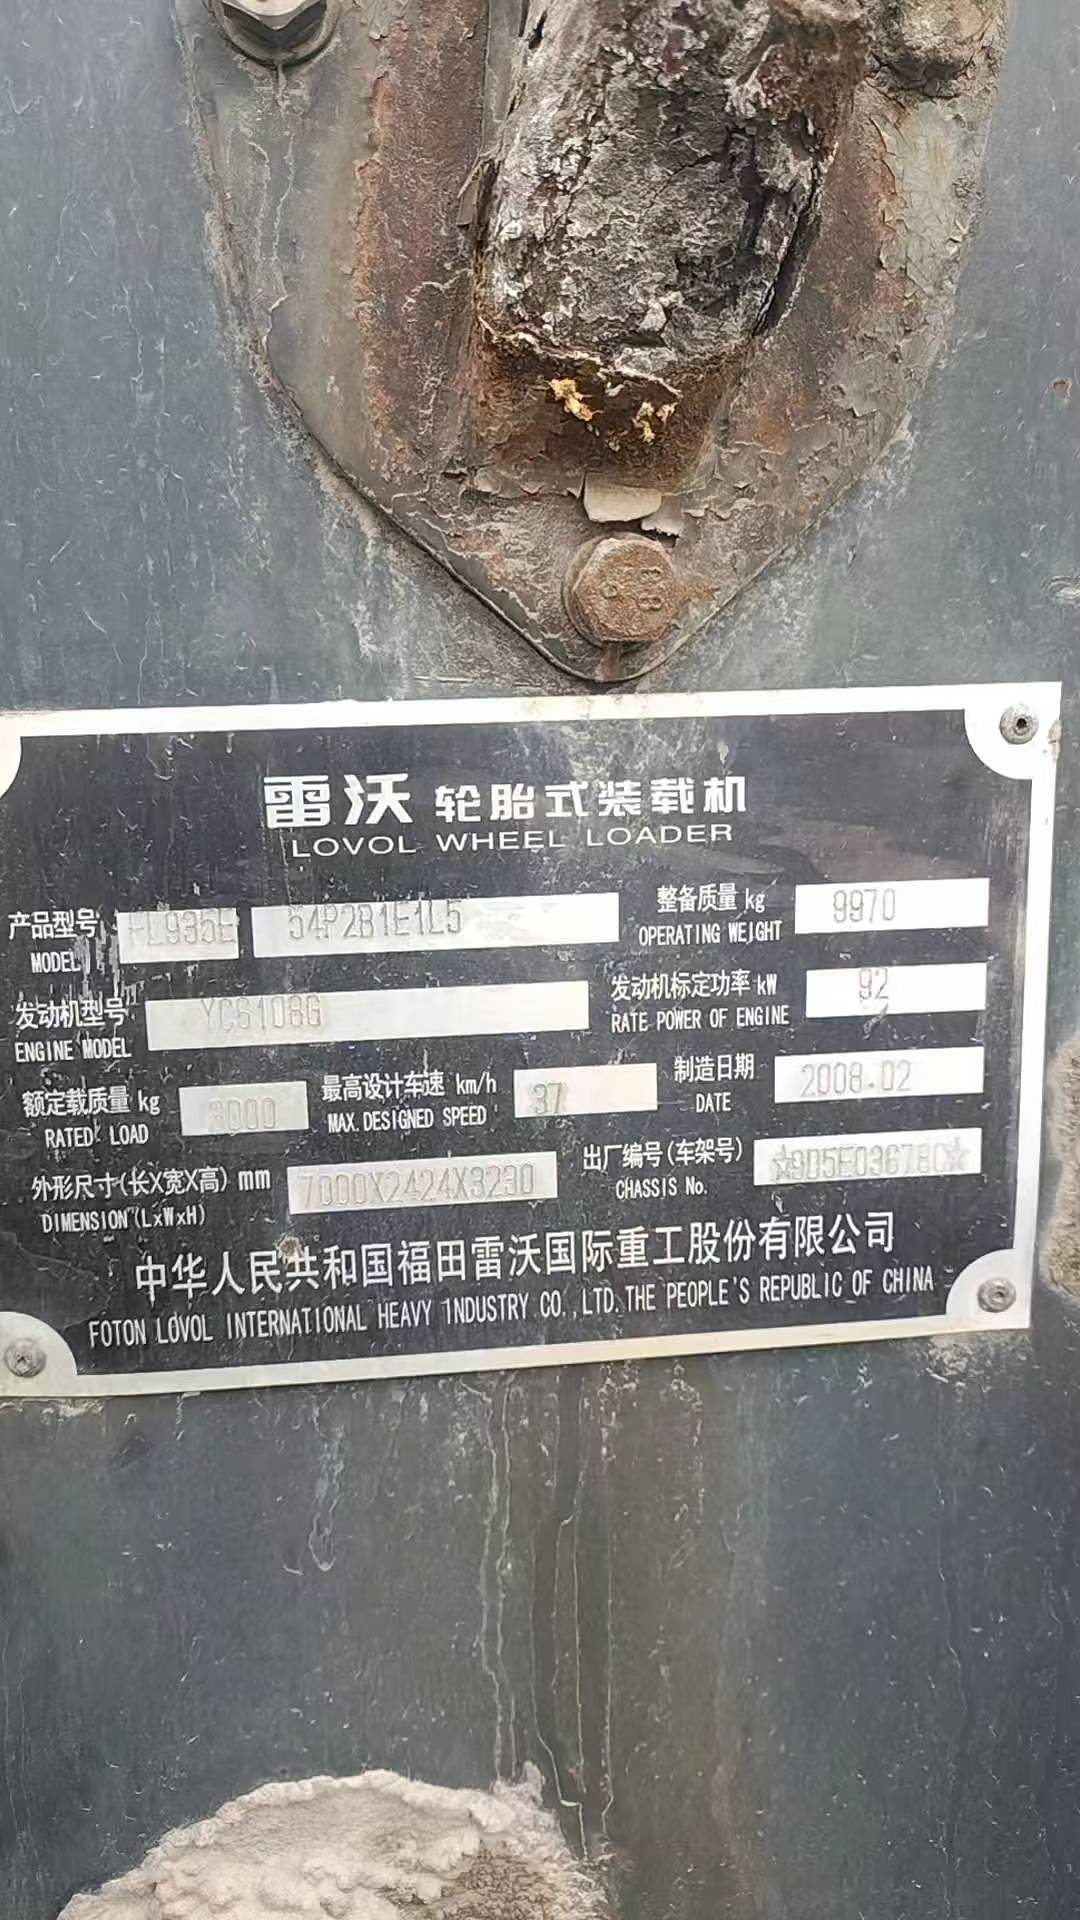 雷沃 轮胎式装载机
LOVOL WHEEL LOADER
产品型号 FL935E 54P281E1L5 整备质量 kg 9970
MODEL OPERATING WEIGHT
发动机型号 YC6108G 发动机标定功率 kW 92
ENGINE MODEL RATE POWER OF ENGINE
额定载质量 kg 3000 最高设计车速 km/h 37 制造日期 2008.02
RATED LOAD MAX.DESIGNED SPEED DATE
外形尺寸(长X宽X高) mm 7000X2424X3230 出厂编号(车架号)
DIMENSION (LxWxH) CHASSIS No.
中华人民共和国福田雷沃国际重工股份有限公司
FOTON LOVOL INTERNATIONAL HEAVY INDUSTRY CO.,LTD.THE PEOPLE'S REPUBLIC OF CHINA